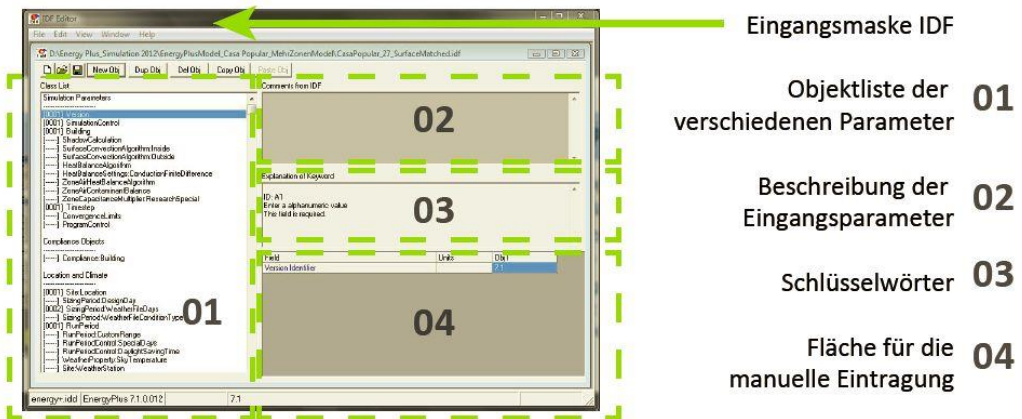 IDF Editor
File Edit View Window Help
D:\Energy Plus_Simulation 2012\EnergyPlusModel_Casa Popular_MehrZonenModel\CasaPopular_27_SurfaceMatched.idf
New Obj Dup Obj Del Obj Copy Obj Paste Obj
Class List
Comments from IDF
Simulation Parameters
[0001] Version
[0001] SimulationControl
[0001] Building
[-----] ShadowCalculation
[-----] SurfaceConvectionAlgorithm:Inside
[-----] SurfaceConvectionAlgorithm:Outside
[-----] HeatBalanceAlgorithm
[-----] HeatBalanceSettings:ConductionFiniteDifference
[-----] ZoneAirHeatBalanceAlgorithm
[-----] ZoneAirContaminantBalance
[-----] ZoneCapacitanceMultiplier:ResearchSpecial
[0001] Timestep
[-----] ConvergenceLimits
[-----] ProgramControl
Compliance Objects
[-----] Compliance:Building
Location and Climate
[0001] Site:Location
[-----] SizingPeriod:DesignDay
[0002] SizingPeriod:WeatherFileDays
[-----] SizingPeriod:WeatherFileConditionType
[0001] RunPeriod
[-----] RunPeriod:CustomRange
[-----] RunPeriodControl:SpecialDays
[-----] RunPeriodControl:DaylightSavingTime
[-----] WeatherProperty:SkyTemperature
[-----] Site:WeatherStation
01
02
Explanation of Keyword
ID: A1
Enter a alphanumeric value
This field is required.
03
Field Units Obj1
Version Identifier 7.1
04
energy+.idd EnergyPlus 7.1.0.012 7.1
Eingangsmaske IDF
Objektliste der
verschiedenen Parameter
01
Beschreibung der
Eingangsparameter
02
Schlüsselwörter 03
Fläche für die
manuelle Eintragung
04